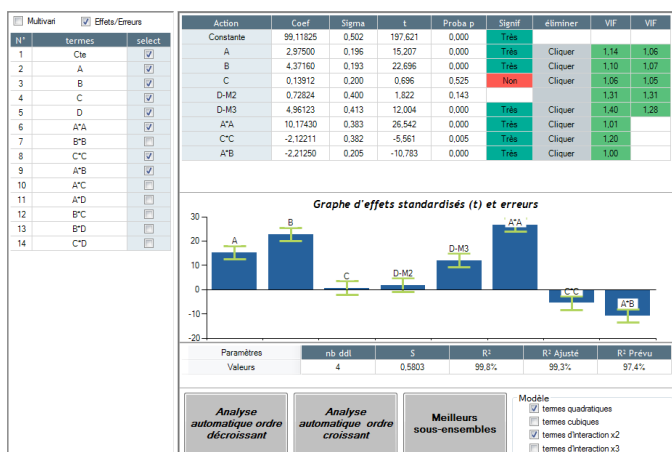 Multivari Effets/Erreurs
N° termes select
1 Cte
2 A
3 B
4 C
5 D
6 A*A
7 B*B
8 C*C
9 A*B
10 A*C
11 A*D
12 B*C
13 B*D
14 C*D
Action Coef Sigma t Proba p Signif éliminer VIF VIF
Constante 99,11825 0,502 197,621 0,000 Très
A 2,97500 0,196 15,207 0,000 Très Cliquer 1,14 1,06
B 4,37160 0,193 22,696 0,000 Très Cliquer 1,10 1,07
C 0,13912 0,200 0,696 0,525 Non Cliquer 1,06 1,05
D-M2 0,72824 0,400 1,822 0,143 1,31 1,31
D-M3 4,96123 0,413 12,004 0,000 Très Cliquer 1,40 1,28
A*A 10,17430 0,383 26,542 0,000 Très Cliquer 1,01
C*C -2,12211 0,382 -5,561 0,005 Très Cliquer 1,20
A*B -2,21250 0,205 -10,783 0,000 Très Cliquer 1,00
Graphe d'effets standardisés (t) et erreurs
30
20
10
0
-10
-20
A
B
C
D-M2
D-M3
A*A
C*C
A*B
Paramètres nb ddl S R² R² Ajusté R² Prévu
Valeurs 4 0,5803 99,8% 99,3% 97,4%
Analyse
automatique ordre
décroissant
Analyse
automatique ordre
croissant
Meilleurs
sous-ensembles
Modèle
termes quadratiques
termes cubiques
termes d'interaction x2
termes d'interaction x3